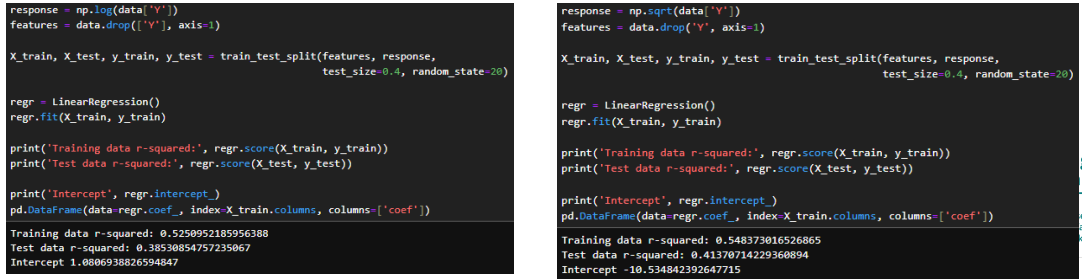 response = np.log(data['Y'])
features = data.drop(['Y'], axis=1)
X_train, X_test, y_train, y_test = train_test_split(features, response,
test_size=0.4, random_state=20)
regr = LinearRegression()
regr.fit(X_train, y_train)
print('Training data r-squared:', regr.score(X_train, y_train))
print('Test data r-squared:', regr.score(X_test, y_test))
print('Intercept', regr.intercept_)
pd.DataFrame(data=regr.coef_, index=X_train.columns, columns=['coef'])
Training data r-squared: 0.5250952185956388
Test data r-squared: 0.38530854757235067
Intercept 1.0806938826594847
response = np.sqrt(data['Y'])
features = data.drop('Y', axis=1)
X_train, X_test, y_train, y_test = train_test_split(features, response,
test_size=0.4, random_state=20)
regr = LinearRegression()
regr.fit(X_train, y_train)
print('Training data r-squared:', regr.score(X_train, y_train))
print('Test data r-squared:', regr.score(X_test, y_test))
print('Intercept', regr.intercept_)
pd.DataFrame(data=regr.coef_, index=X_train.columns, columns=['coef'])
Training data r-squared: 0.548373016526865
Test data r-squared: 0.41370714229360894
Intercept -10.534842392647715